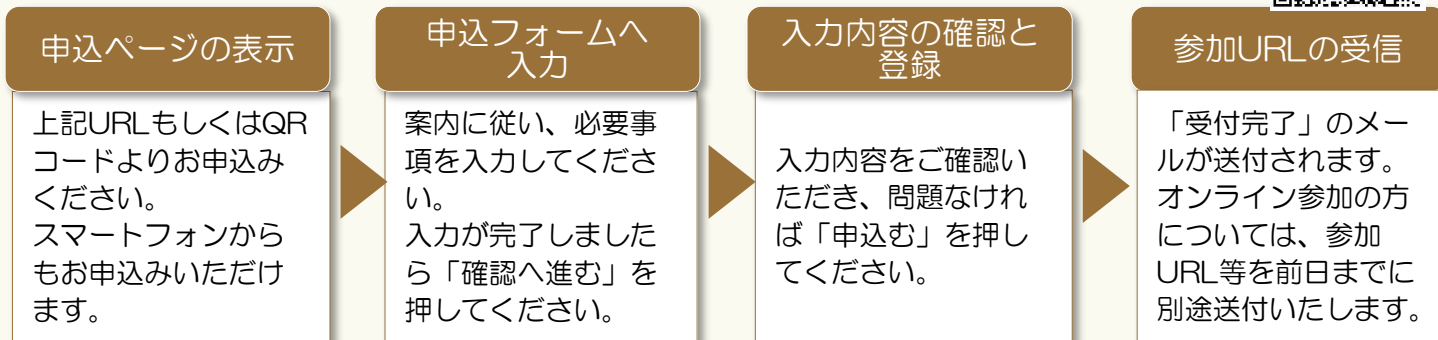 申込ページの表示
上記URLもしくはQR
コードよりお申込み
ください。
スマートフォンから
もお申込みいただけ
ます。
申込フォームへ
入力
案内に従い、必要事
項を入力してくださ
い。
入力が完了しました
ら「確認へ進む」を
押してください。
入力内容の確認と
登録
入力内容をご確認い
ただき、問題なけれ
ば「申込む」を押し
てください。
参加URLの受信
「受付完了」のメー
ルが送付されます。
オンライン参加の方
については、参加
URL等を前日までに
別途送付いたします。